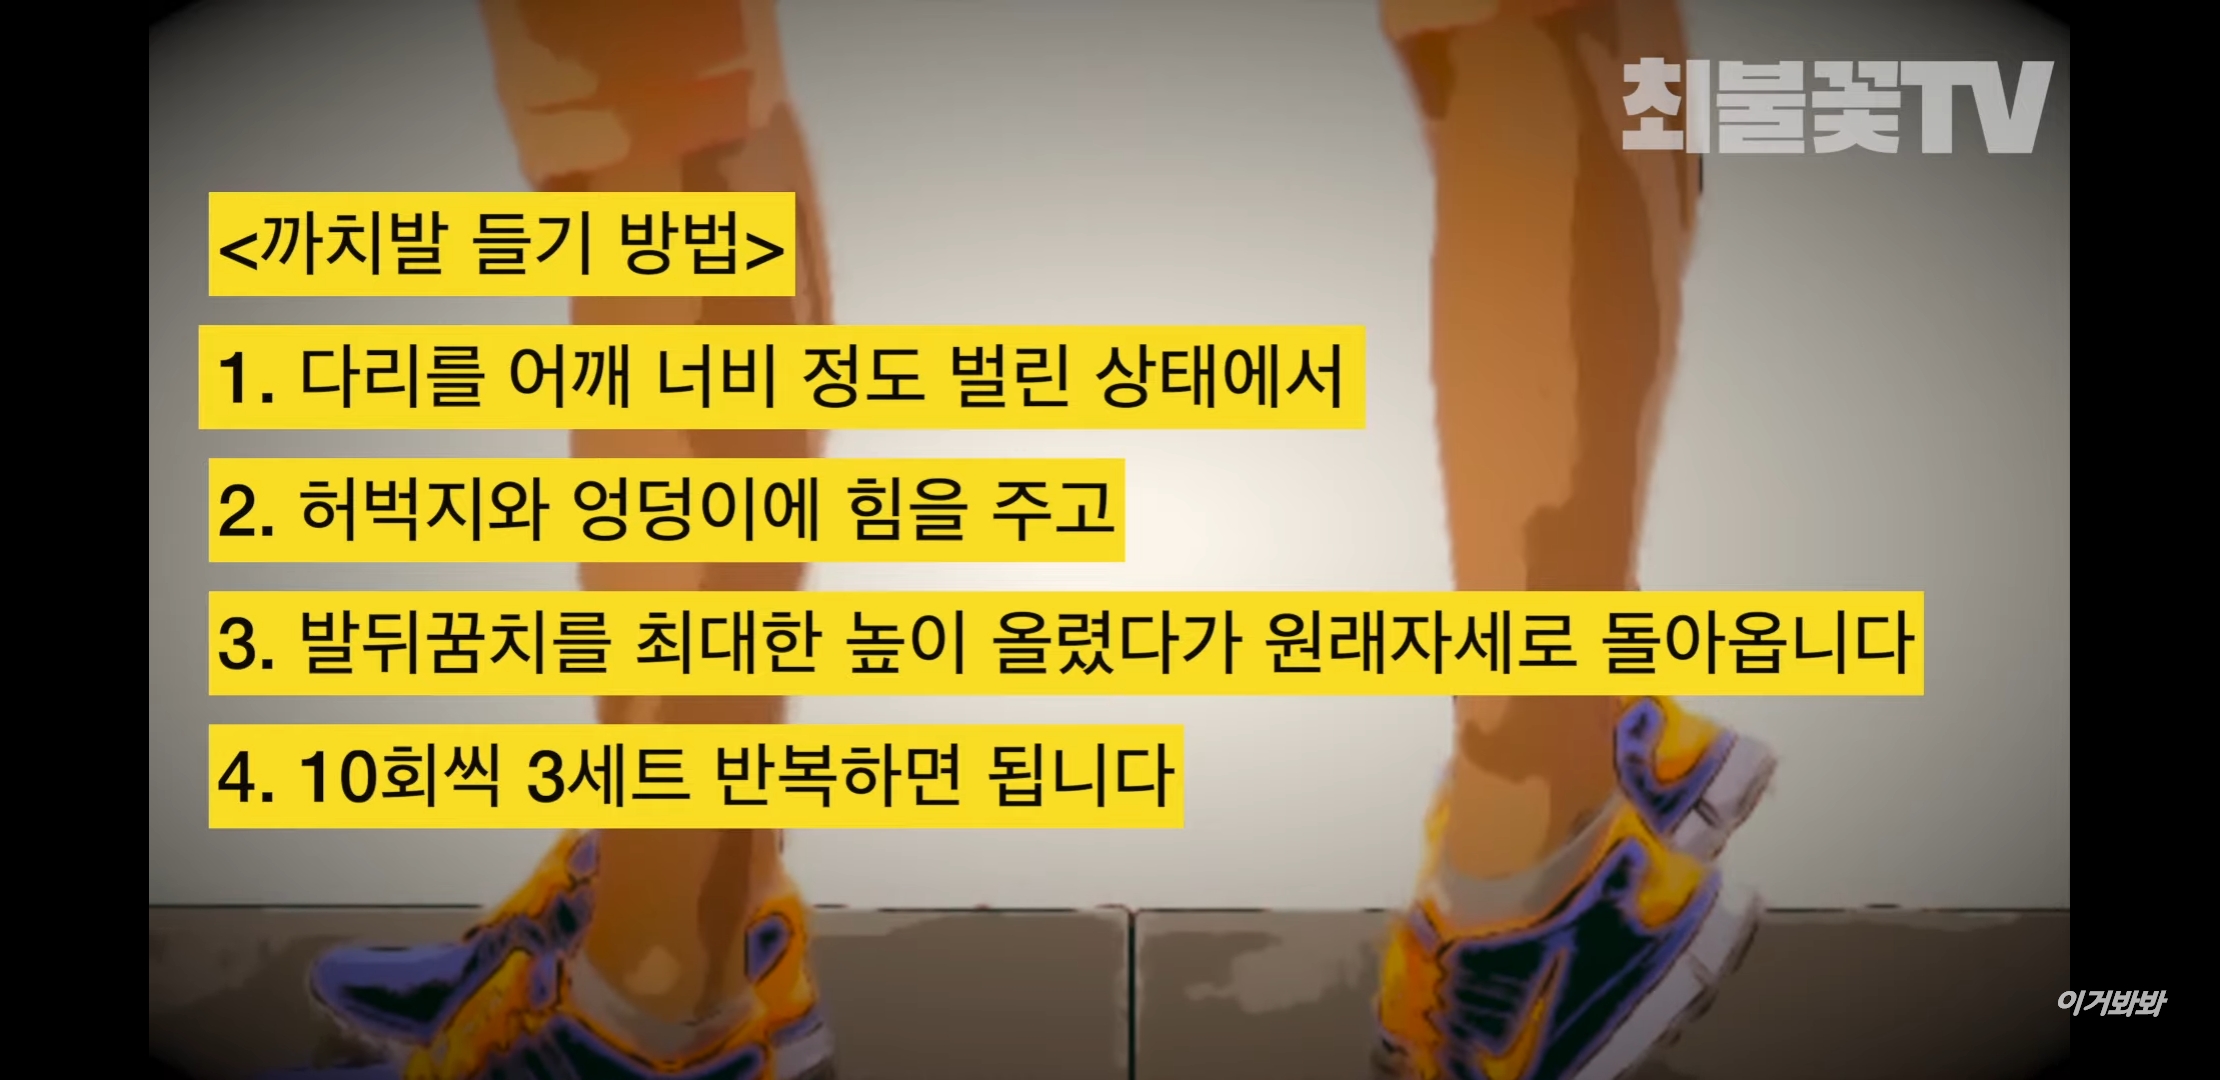 최불꽃TV
<까치발 들기 방법>
1. 다리를 어깨 너비 정도 벌린 상태에서
2. 허벅지와 엉덩이에 힘을 주고
3. 발뒤꿈치를 최대한 높이 올렸다가 원래자세로 돌아옵니다
4. 10회씩 3세트 반복하면 됩니다
이거봐봐